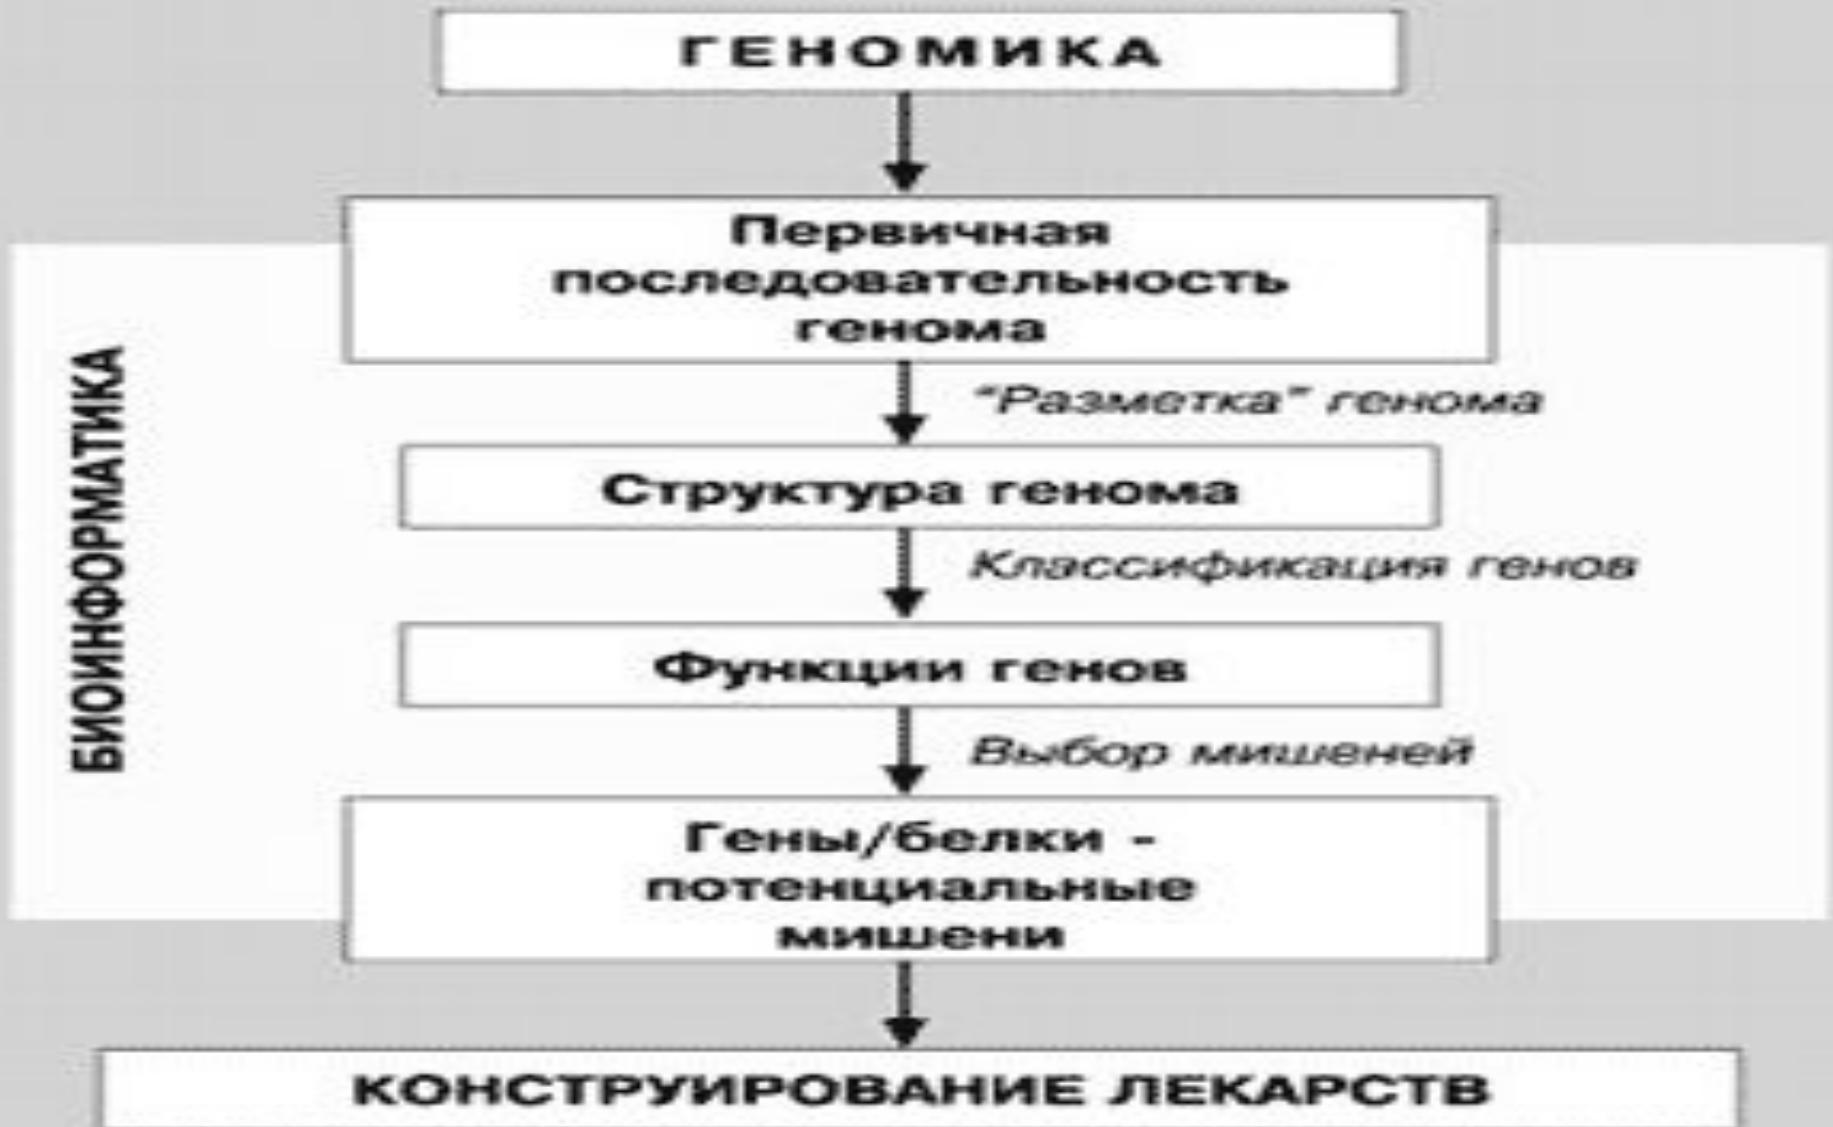 ГЕНОМИКА
Первичная
последовательность
генома
"Разметка" генома
БИОИНФОРМАТИКА
Структура генома
Классификация генов
Функции генов
Выбор мишеней
Гены/белки -
потенциальные
мишени
КОНСТРУИРОВАНИЕ ЛЕКАРСТВ